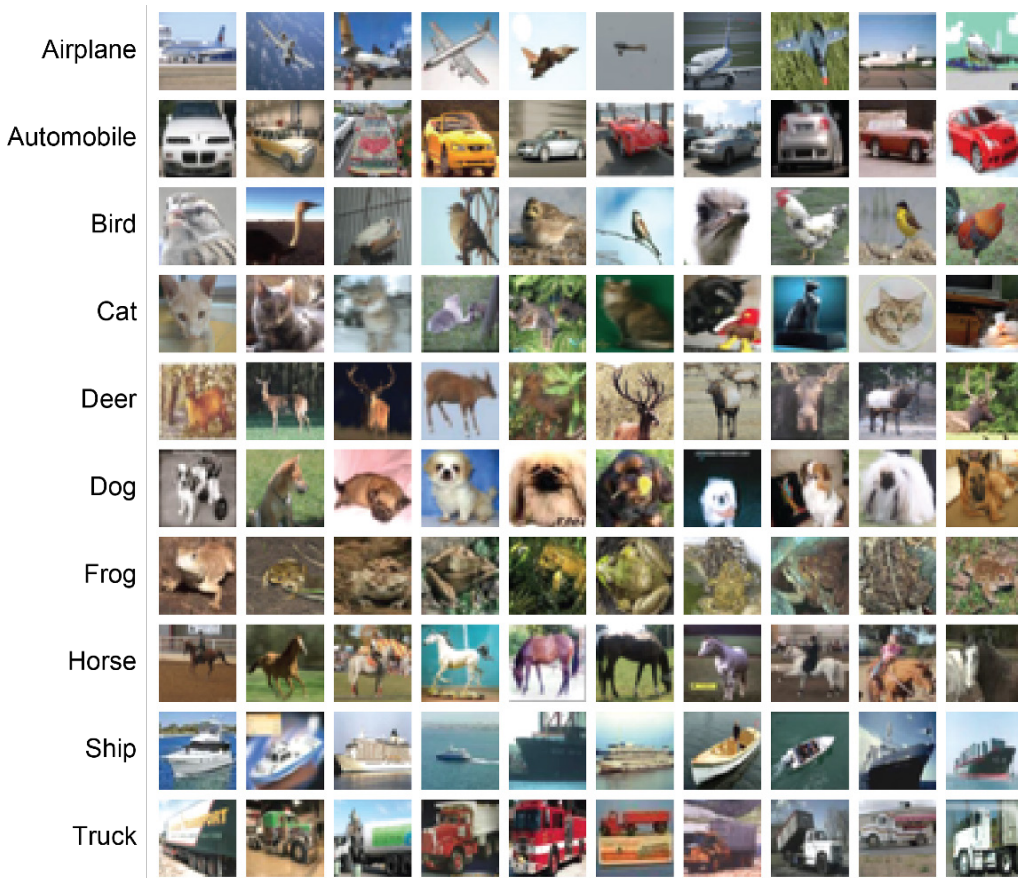 Airplane
Automobile
Bird
Cat
Deer
Dog
Frog
Horse
Ship
Truck